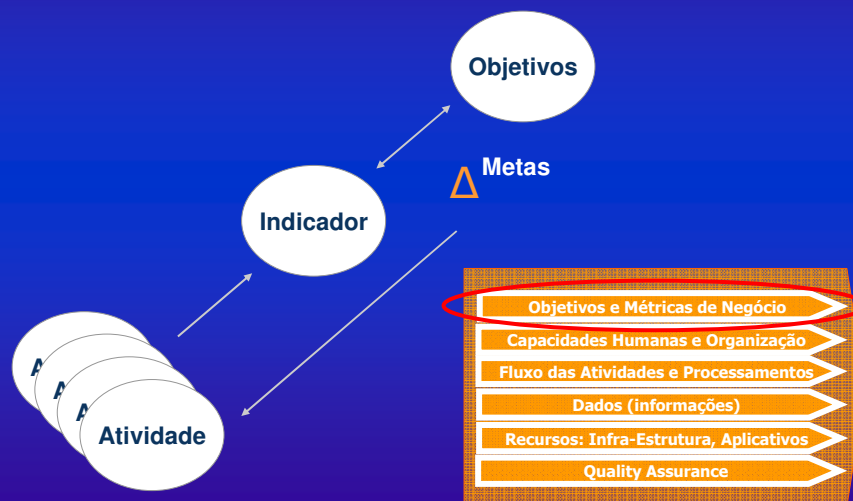 Objetivos
Δ Metas
Indicador
A
A
A
Atividade
Objetivos e Métricas de Negócio
Capacidades Humanas e Organização
Fluxo das Atividades e Processamentos
Dados (informações)
Recursos: Infra-Estrutura, Aplicativos
Quality Assurance